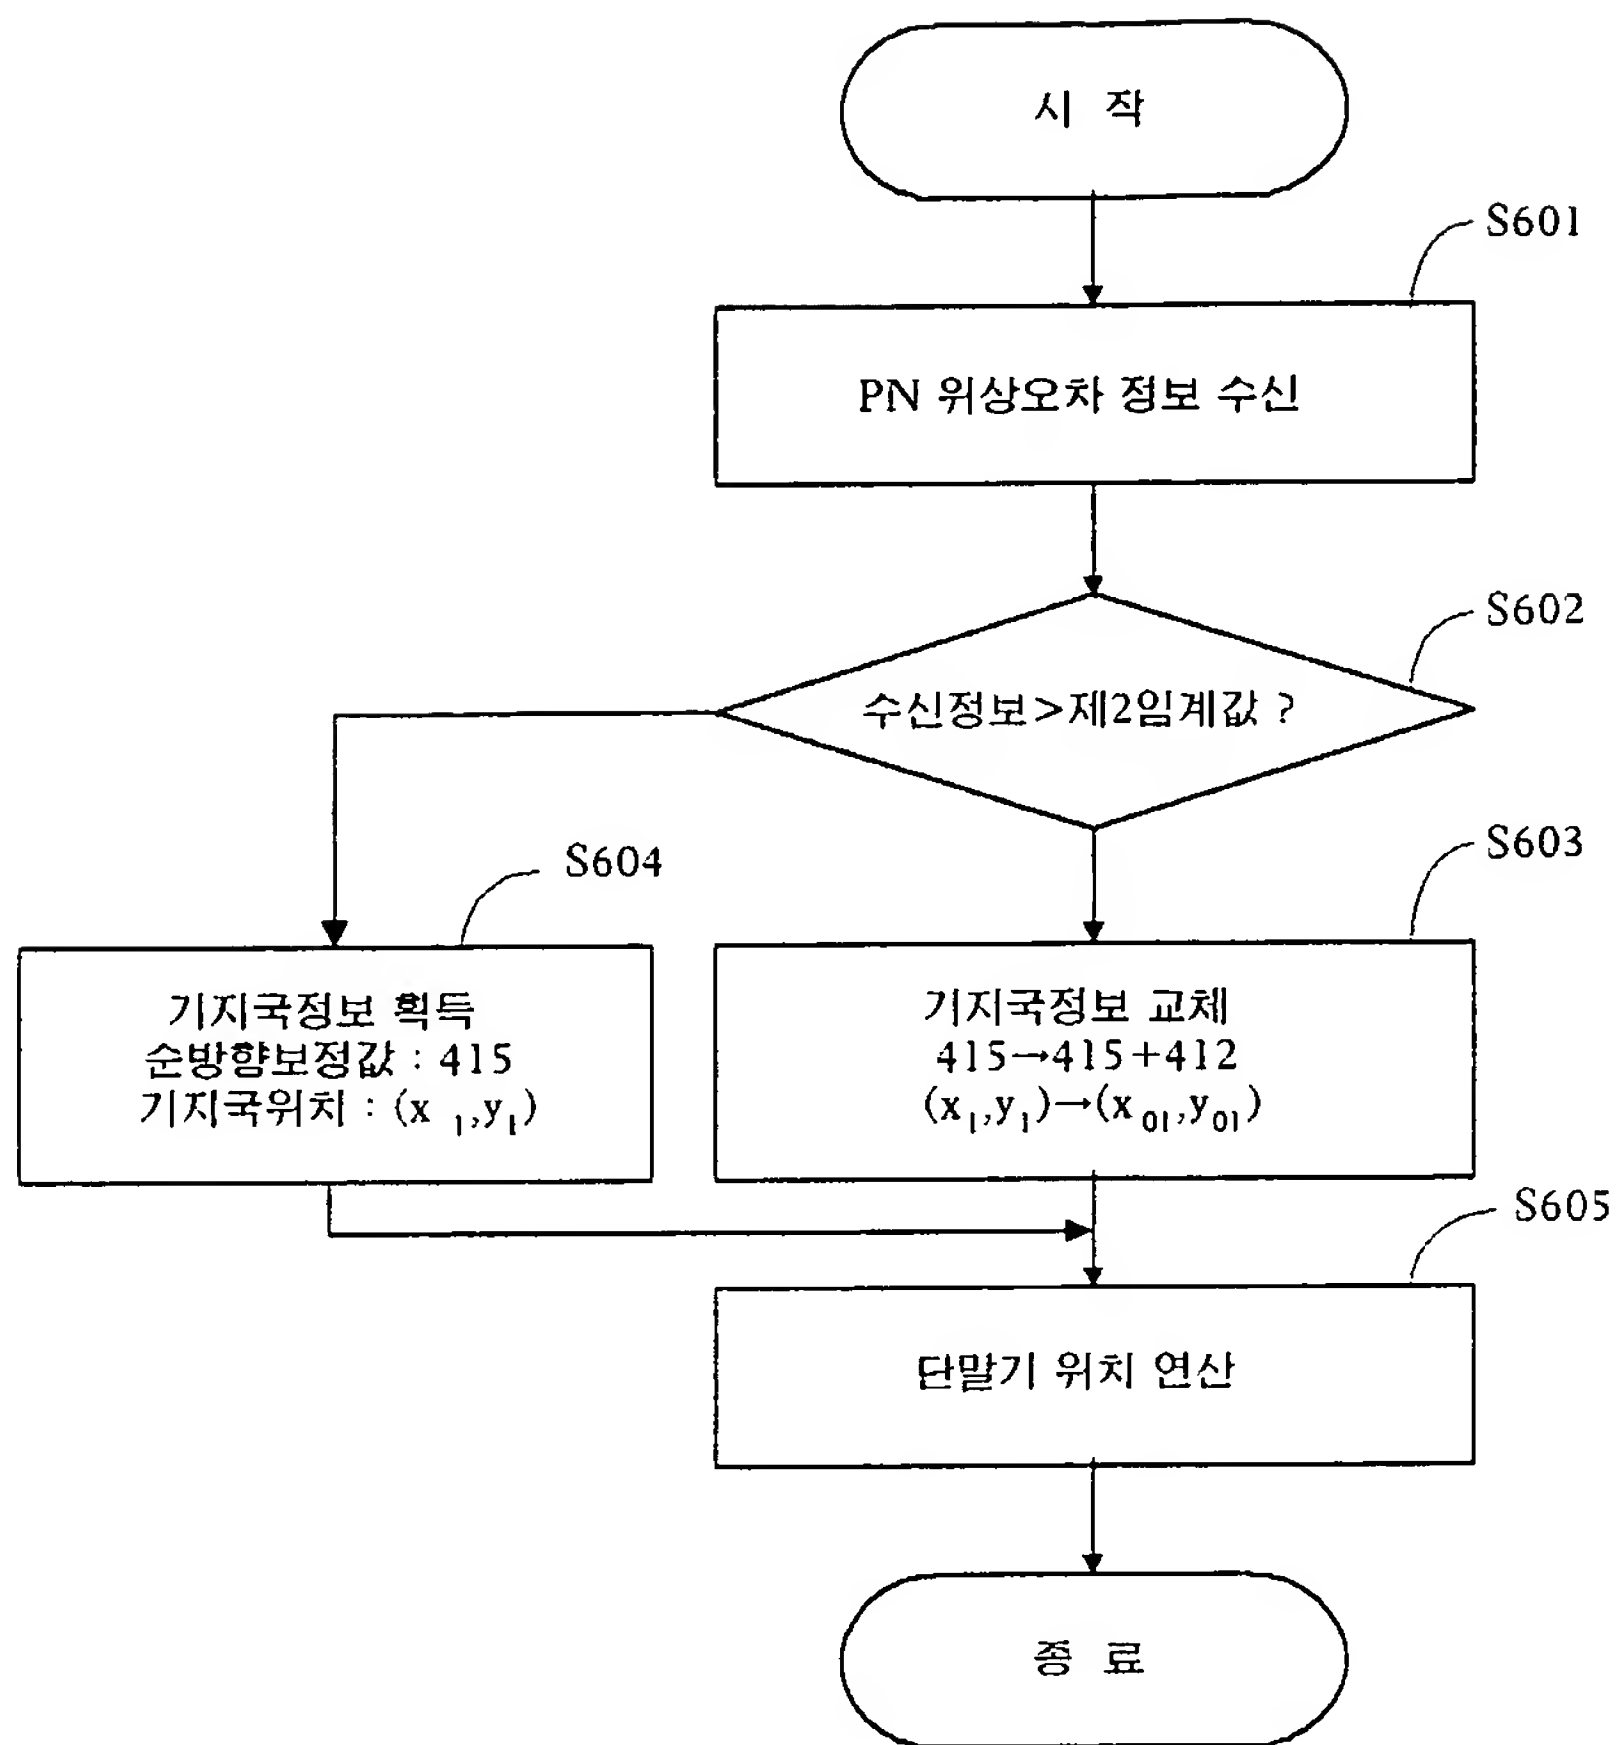 시 작
S601
PN 위상오차 정보 수신
S602
수신정보>제2임계값 ?
S604
S603
기지국정보 획득
순방향보정값 : 415
기지국위치 : (x ₁,y₁)
기지국정보 교체
415→415+412
(x₁,y₁)→(x₀₁,y₀₁)
S605
단말기 위치 연산
종 료